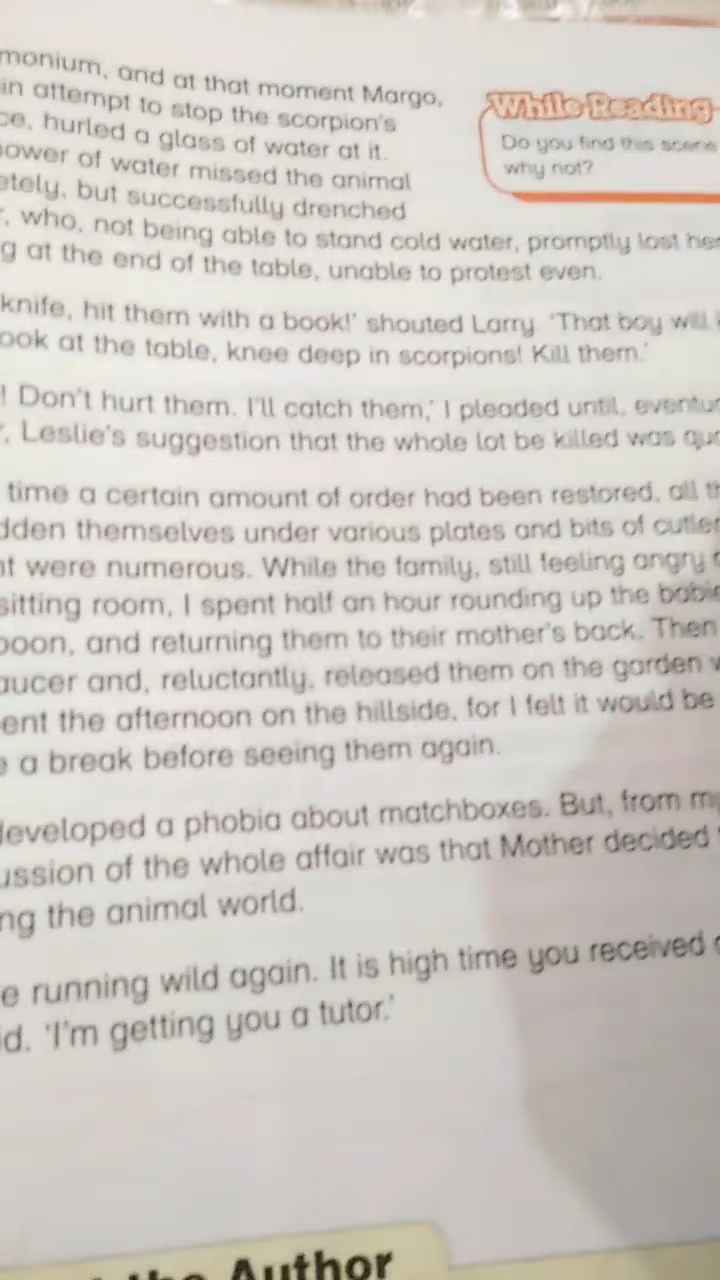 monium, and at that moment Margo,
in attempt to stop the scorpion's
ce, hurled a glass of water at it.
ower of water missed the animal
etely, but successfully drenched
r, who, not being able to stand cold water, promptly lost her
g at the end of the table, unable to protest even.
While Reading
Do you find this scene
why not?
knife, hit them with a book!' shouted Larry. 'That boy will
ook at the table, knee deep in scorpions! Kill them.'
! Don't hurt them. I'll catch them,' I pleaded until, eventu
r, Leslie's suggestion that the whole lot be killed was qu
time a certain amount of order had been restored, all th
dden themselves under various plates and bits of cutler
nt were numerous. While the family, still feeling angry
sitting room, I spent half an hour rounding up the babie
poon, and returning them to their mother's back. Then
aucer and, reluctantly, released them on the garden w
ent the afternoon on the hillside, for I felt it would be
e a break before seeing them again.
developed a phobia about matchboxes. But, from my
ussion of the whole affair was that Mother decided
ng the animal world.
e running wild again. It is high time you received
id. 'I'm getting you a tutor.'
the Author